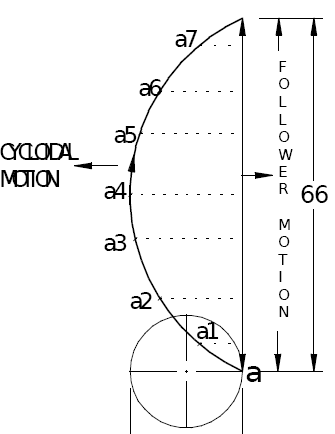 a7
a6
a5
CYCLOIDAL
MOTION
a4
a3
a2
a1
a
FOLLOWER MOTION
66